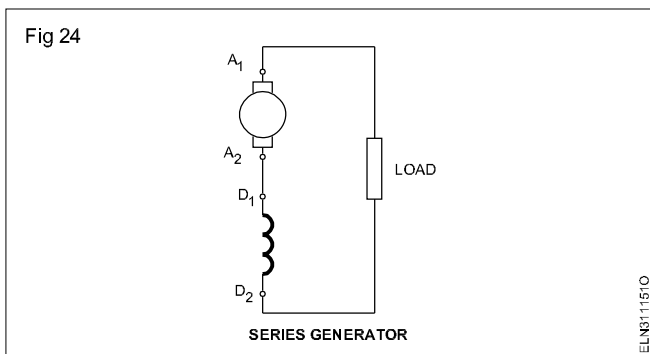 Fig 24
A1
A2
LOAD
D1
D2
SERIES GENERATOR
ELN311151O